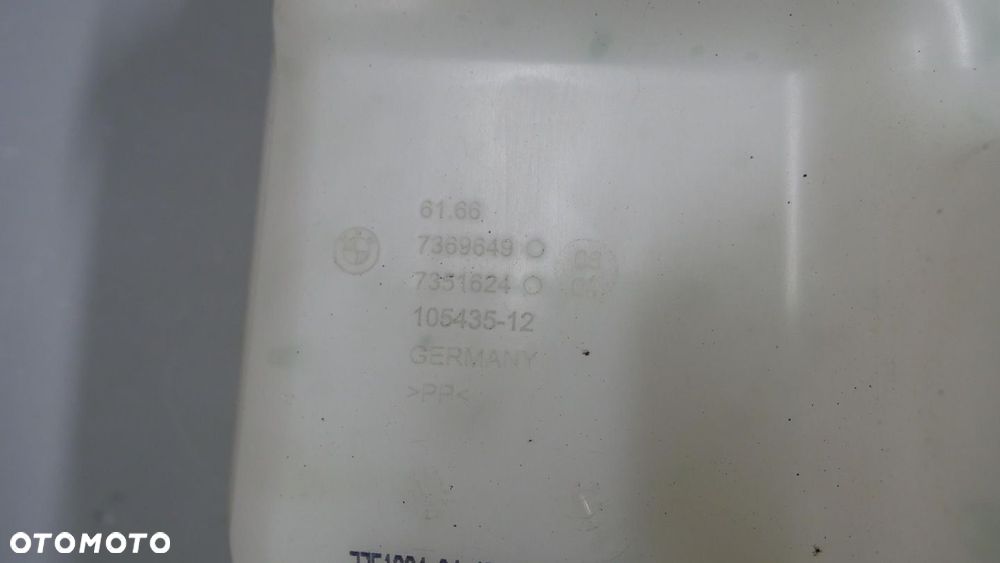 61.66
7369649
7351624
105435-12
GERMANY
>PP<
OTOMOTO